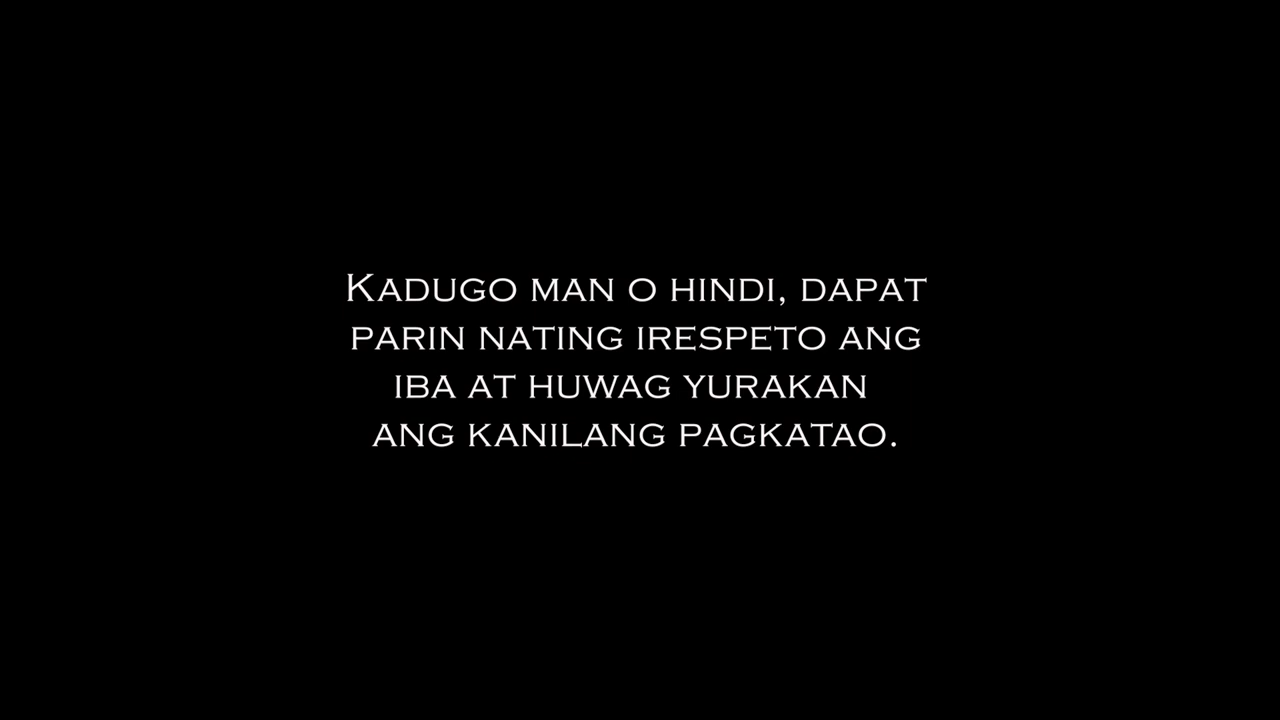 Kadugo man o hindi, dapat
parin nating irespeto ang
iba at huwag yurakan
ang kanilang pagkatao.